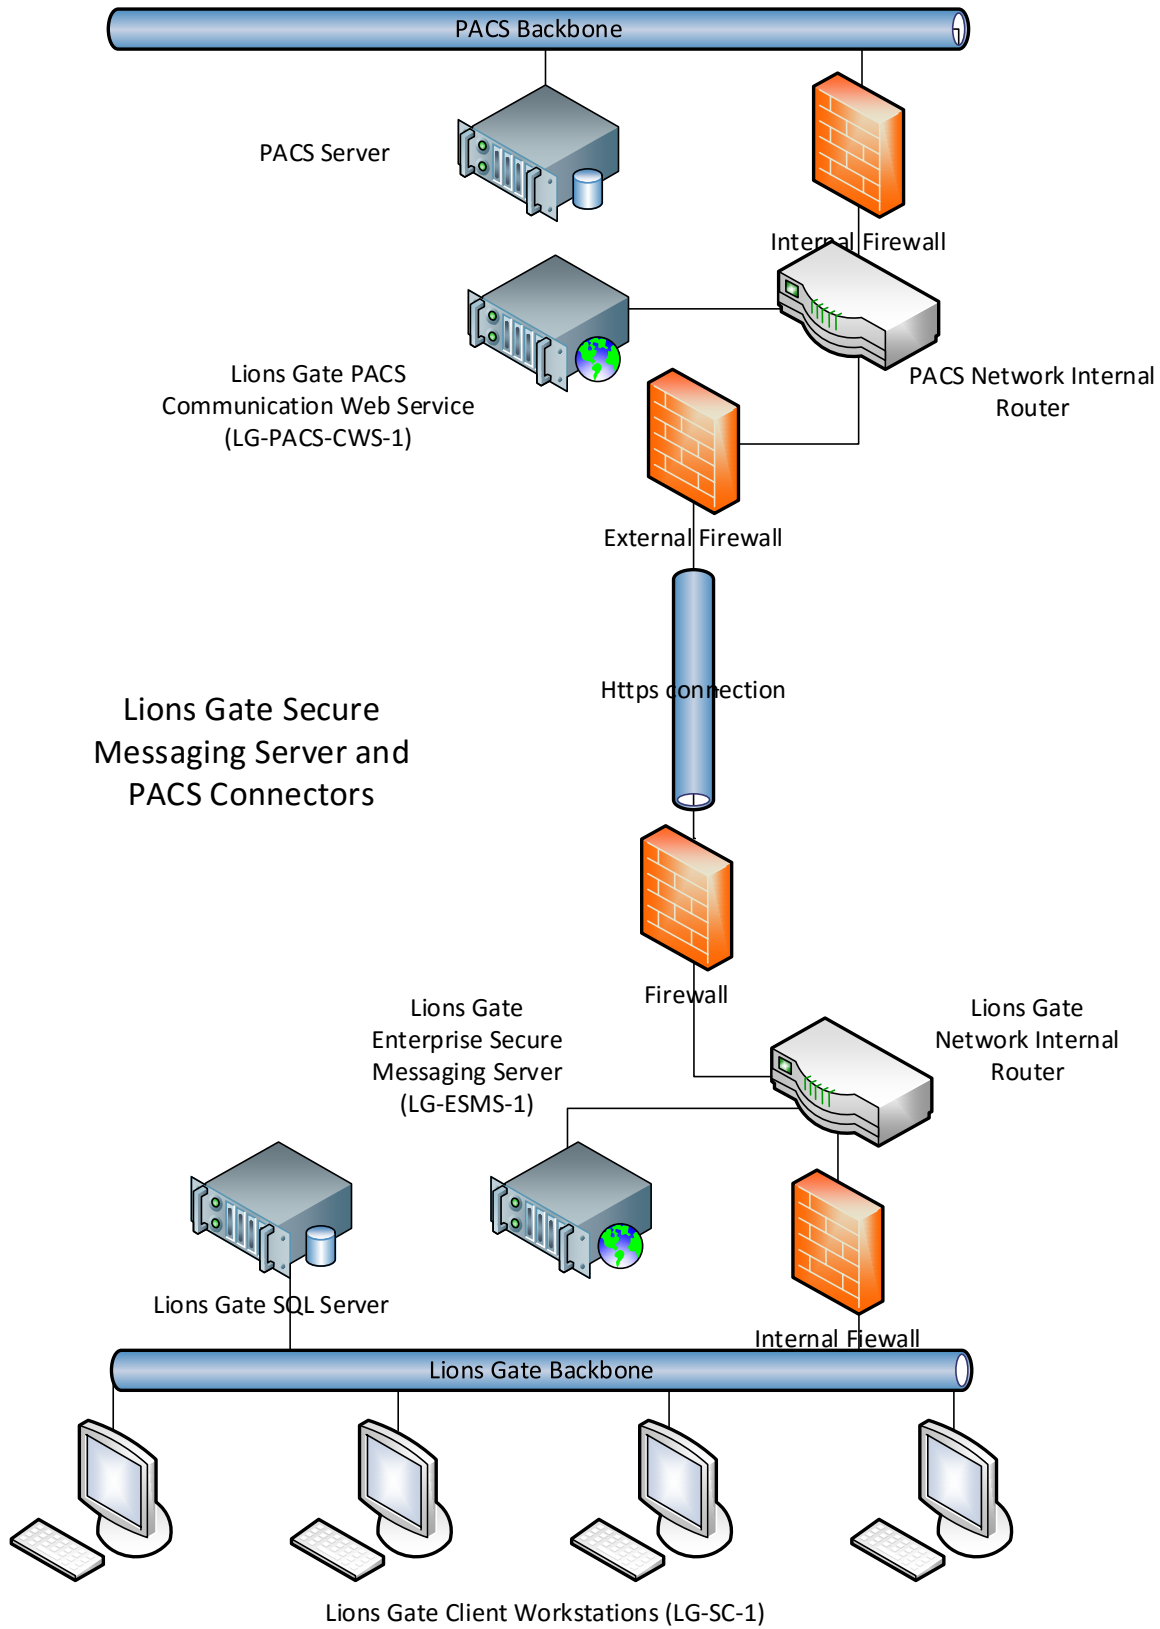 PACS Backbone
PACS Server
Internal Firewall
Lions Gate PACS
Communication Web Service
(LG-PACS-CWS-1)
PACS Network Internal
Router
External Firewall
Https connection
Lions Gate Secure
Messaging Server and
PACS Connectors
Firewall
Lions Gate
Enterprise Secure
Messaging Server
(LG-ESMS-1)
Lions Gate
Network Internal
Router
Lions Gate SQL Server
Internal Fiewall
Lions Gate Backbone
Lions Gate Client Workstations (LG-SC-1)